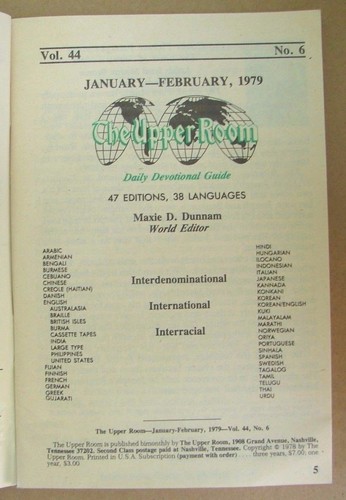 Vol. 44 No. 6
JANUARY—FEBRUARY, 1979
The Upper Room
Daily Devotional Guide
47 EDITIONS, 38 LANGUAGES
Maxie D. Dunnam
World Editor
ARABIC
ARMENIAN
BENGALI
BURMESE
CEBUANO
CHINESE
CREOLE (HAITIAN)
DANISH
ENGLISH
AUSTRALASIA
BRAILLE
BRITISH ISLES
BURMA
CASSETTE TAPES
INDIA
LARGE TYPE
PHILIPPINES
UNITED STATES
FIJIAN
FINNISH
FRENCH
GERMAN
GREEK
GUJARATI
Interdenominational
International
Interracial
HINDI
HUNGARIAN
ILOCANO
INDONESIAN
ITALIAN
JAPANESE
KANNADA
KONKANI
KOREAN
KOREAN/ENGLISH
KUKI
MALAYALAM
MARATHI
NORWEGIAN
ORIYA
PORTUGUESE
SINHALA
SPANISH
SWEDISH
TAGALOG
TAMIL
TELUGU
THAI
URDU
The Upper Room—January-February, 1979—Vol. 44, No. 6
The Upper Room is published bimonthly by The Upper Room, 1908 Grand Avenue, Nashville,
Tennessee 37202. Second Class postage paid at Nashville, Tennessee. Copyright © 1978 by The
Upper Room. Printed in U.S.A. Subscription (payment with order) three years, $7.00; one
year, $3.00.
5